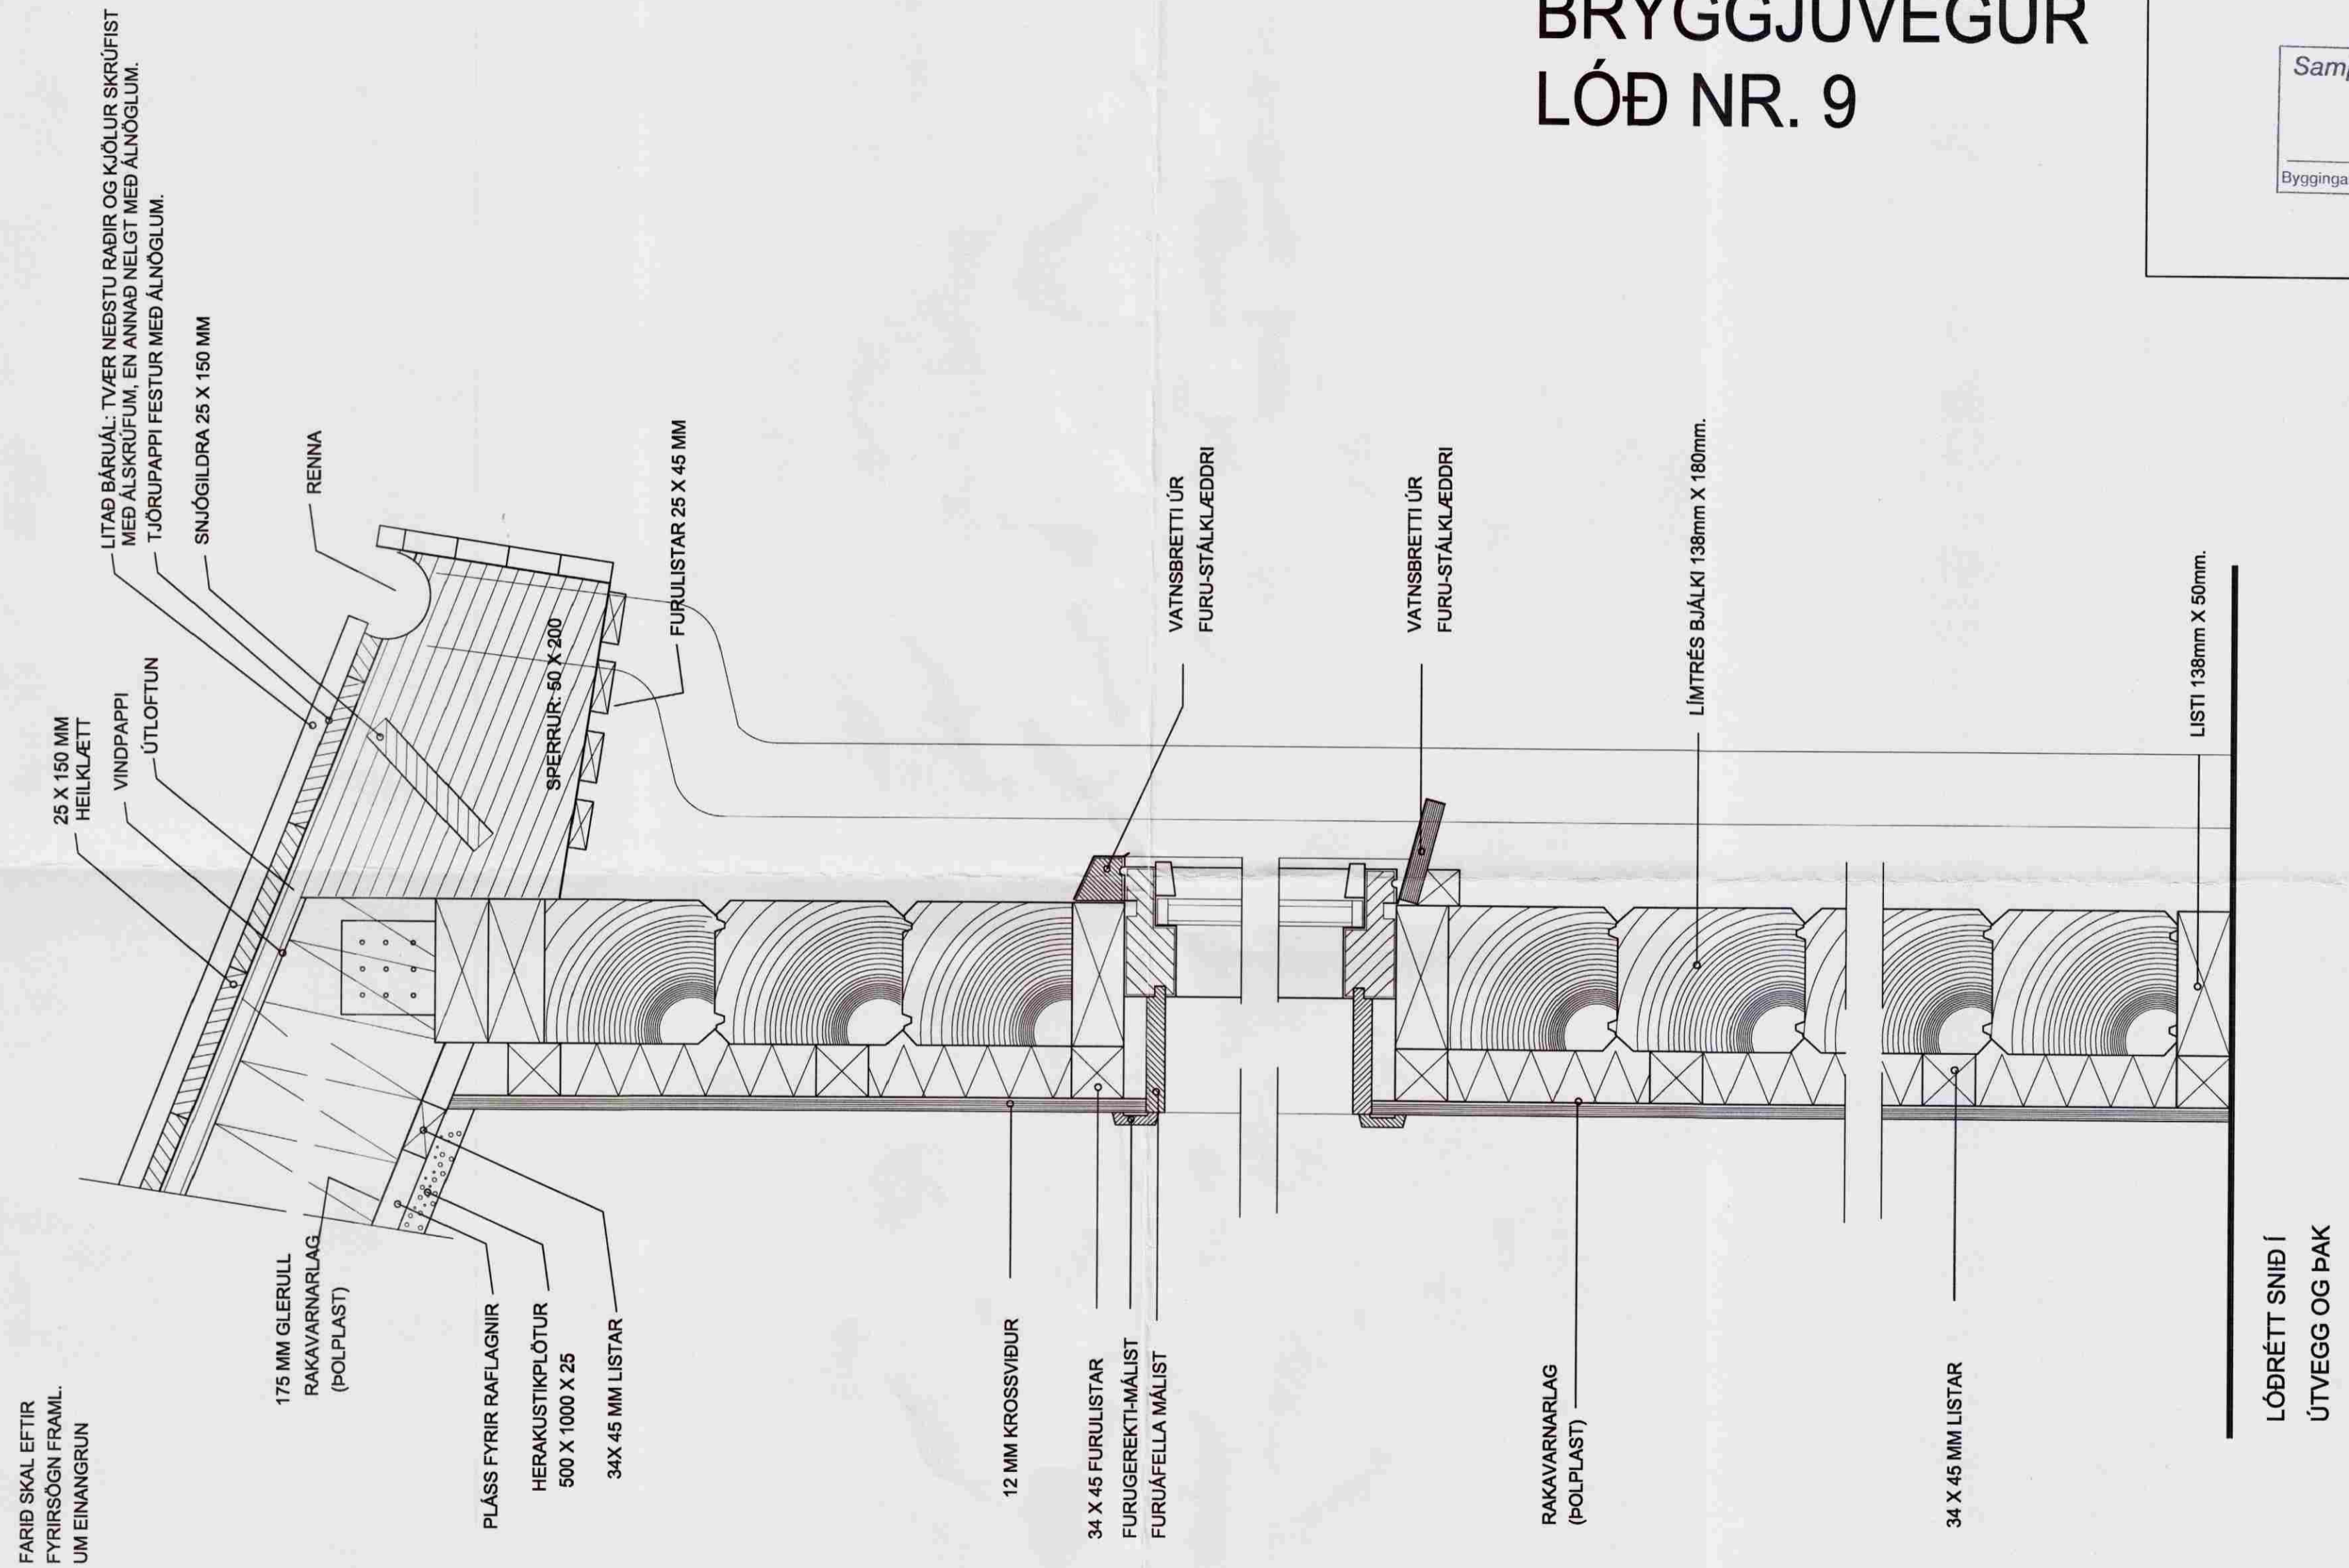 BRYGGJUVEGUR
LÓÐ NR. 9
Bygginga
LITAÐ BÁRUÁL: TVÆR NEÐSTU RAÐIR OG KJÖLUR SKRÚFIST
MEÐ ÁLSKRÚFUM, EN ANNAÐ NELGT MEÐ ÁLNÖGLUM.
TJÖRUPAPPI FESTUR MEÐ ÁLNÖGLUM.
SNJÓGILDRA 25 X 150 MM
RENNA
25 X 150 MM
HEILKLÆTT
VINDPAPPI
ÚTLOFTUN
SPERRUR: 50 X 200
FURULISTAR 25 X 45 MM
VATNSBRETTI ÚR
FURU-STÁLKLÆDDRI
VATNSBRETTI ÚR
FURU-STÁLKLÆDDRI
LÍMTRÉS BJÁLKI 138mm X 180mm.
LISTI 138mm X 50mm.
FARIÐ SKAL EFTIR
FYRIRSÖGN FRAML.
UM EINANGRUN
175 MM GLERULL
RAKAVARNARLAG
(ÞOLPLAST)
PLÁSS FYRIR RAFLAGNIR
HERAKUSTIKPLÖTUR
500 X 1000 X 25
34X 45 MM LISTAR
12 MM KROSSVIÐUR
34 X 45 FURULISTAR
FURUGEREKTI-MÁLIST
FURUÁFELLA MÁLIST
RAKAVARNARLAG
(ÞOLPLAST)
34 X 45 MM LISTAR
LÓÐRÉTT SNIÐ Í
ÚTVEGG OG ÞAK